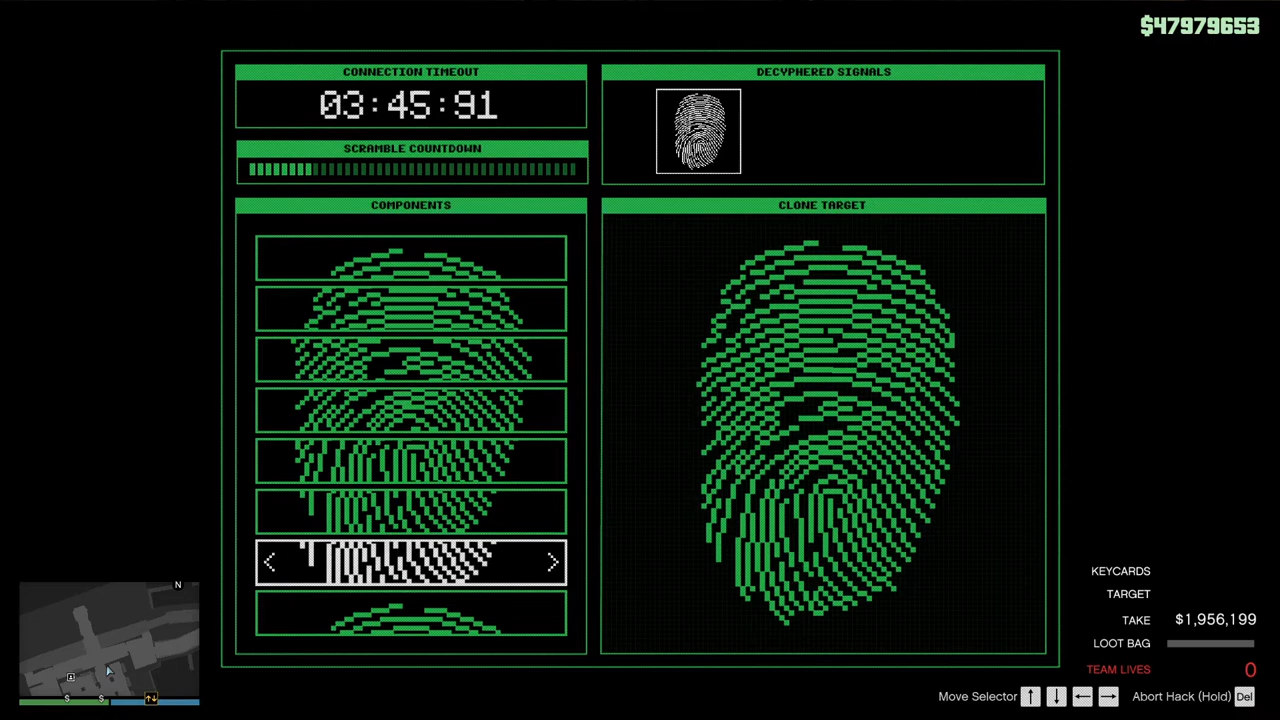 $47979653
CONNECTION TIMEOUT
03:45:91
DECYPHERED SIGNALS
SCRAMBLE COUNTDOWN
COMPONENTS
CLONE TARGET
N
$ $
KEYCARDS
TARGET
TAKE $1,956,199
LOOT BAG
TEAM LIVES 0
Move Selector ↑ ↓ ← → Abort Hack (Hold) Del